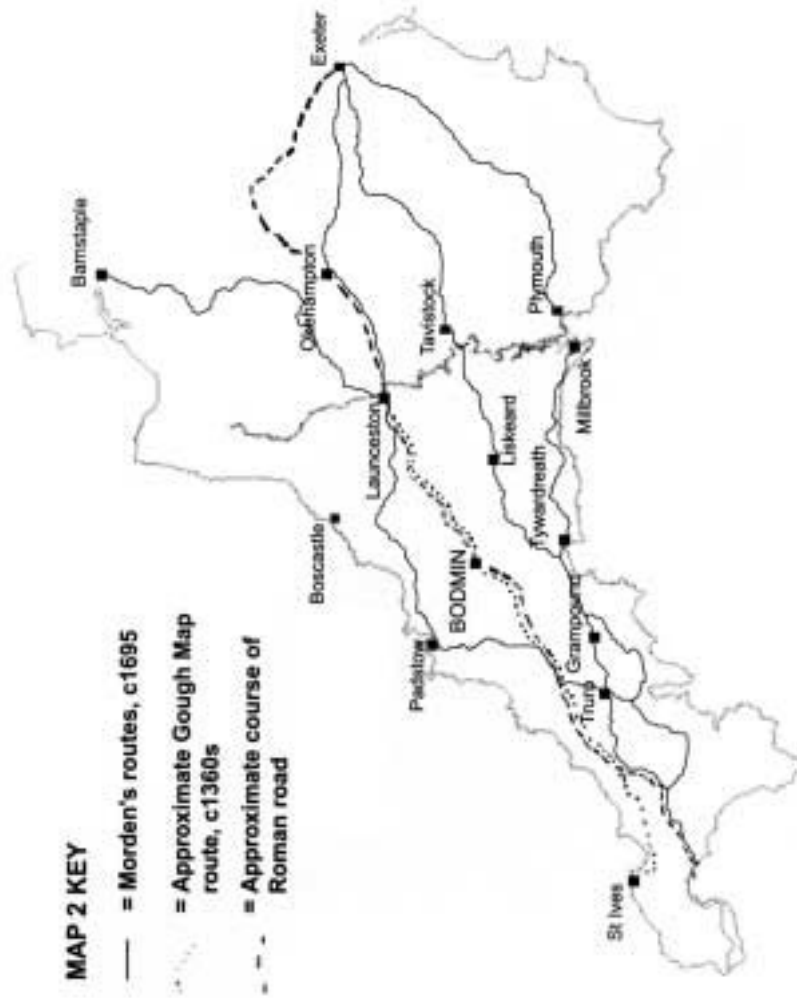 MAP 2 KEY
= Morden's routes, c1695
= Approximate Gough Map
route, c1360s
= Approximate course of
Roman road
Barnstaple
Exeter
Okehampton
Boscastle
Launceston
Tavistock
Padstow
BODMIN
Liskeard
Plymouth
Millbrook
Tywardreath
Grampound
Truro
St Ives